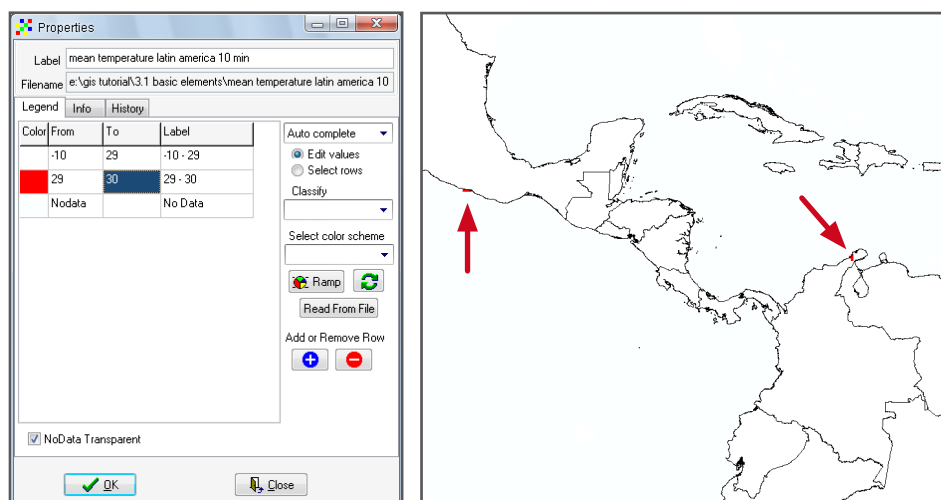 Properties
Label mean temperature latin america 10 min
Filename e:\gis tutorial\3.1 basic elements\mean temperature latin america 10
Legend Info History
Color From To Label
-10 29 -10 - 29
29 30 29 - 30
Nodata No Data
Auto complete
Edit values
Select rows
Classify
Select color scheme
Ramp
Read From File
Add or Remove Row
NoData Transparent
OK Close